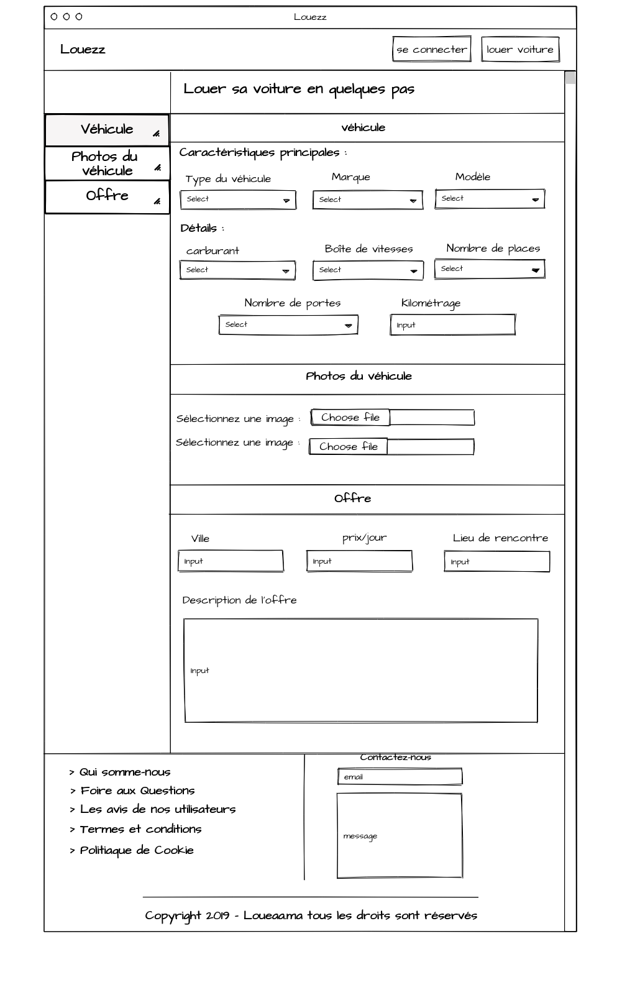 Louezz
Louezz
se connecter
louer voiture
Louer sa voiture en quelques pas
Véhicule
Photos du
véhicule
Offre
véhicule
Caractéristiques principales :
Type du véhicule
Marque
Modèle
Select
Select
Select
Détails :
carburant
Boîte de vitesses
Nombre de places
Select
Select
Select
Nombre de portes
Kilométrage
Select
Input
Photos du véhicule
Sélectionnez une image :
Choose file
Sélectionnez une image :
Choose file
Offre
Ville
prix/jour
Lieu de rencontre
Input
Input
Input
Description de l'offre
Input
> Qui somme-nous
> Foire aux Questions
> Les avis de nos utilisateurs
> Termes et conditions
> Politiaque de Cookie
Contactez-nous
email
message
Copyright 2019 - Loueaa.ma tous les droits sont réservés